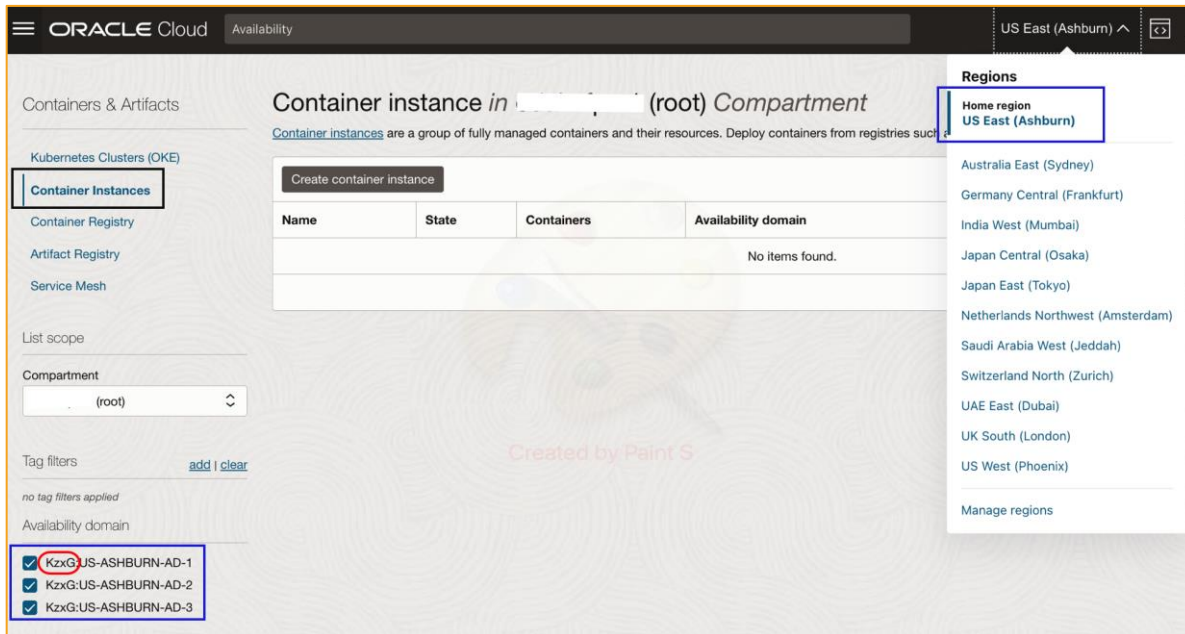 ORACLE Cloud
Availability
US East (Ashburn)
Containers & Artifacts
Kubernetes Clusters (OKE)
Container Instances
Container Registry
Artifact Registry
Service Mesh
List scope
Compartment
(root)
Tag filters
add | clear
no tag filters applied
Availability domain
KzxG:US-ASHBURN-AD-1
KzxG:US-ASHBURN-AD-2
KzxG:US-ASHBURN-AD-3
Container instance in (root) Compartment
Container instances are a group of fully managed containers and their resources. Deploy containers from registries such
Create container instance
Name State Containers Availability domain
No items found.
Created by Paint S
Regions
Home region
US East (Ashburn)
Australia East (Sydney)
Germany Central (Frankfurt)
India West (Mumbai)
Japan Central (Osaka)
Japan East (Tokyo)
Netherlands Northwest (Amsterdam)
Saudi Arabia West (Jeddah)
Switzerland North (Zurich)
UAE East (Dubai)
UK South (London)
US West (Phoenix)
Manage regions